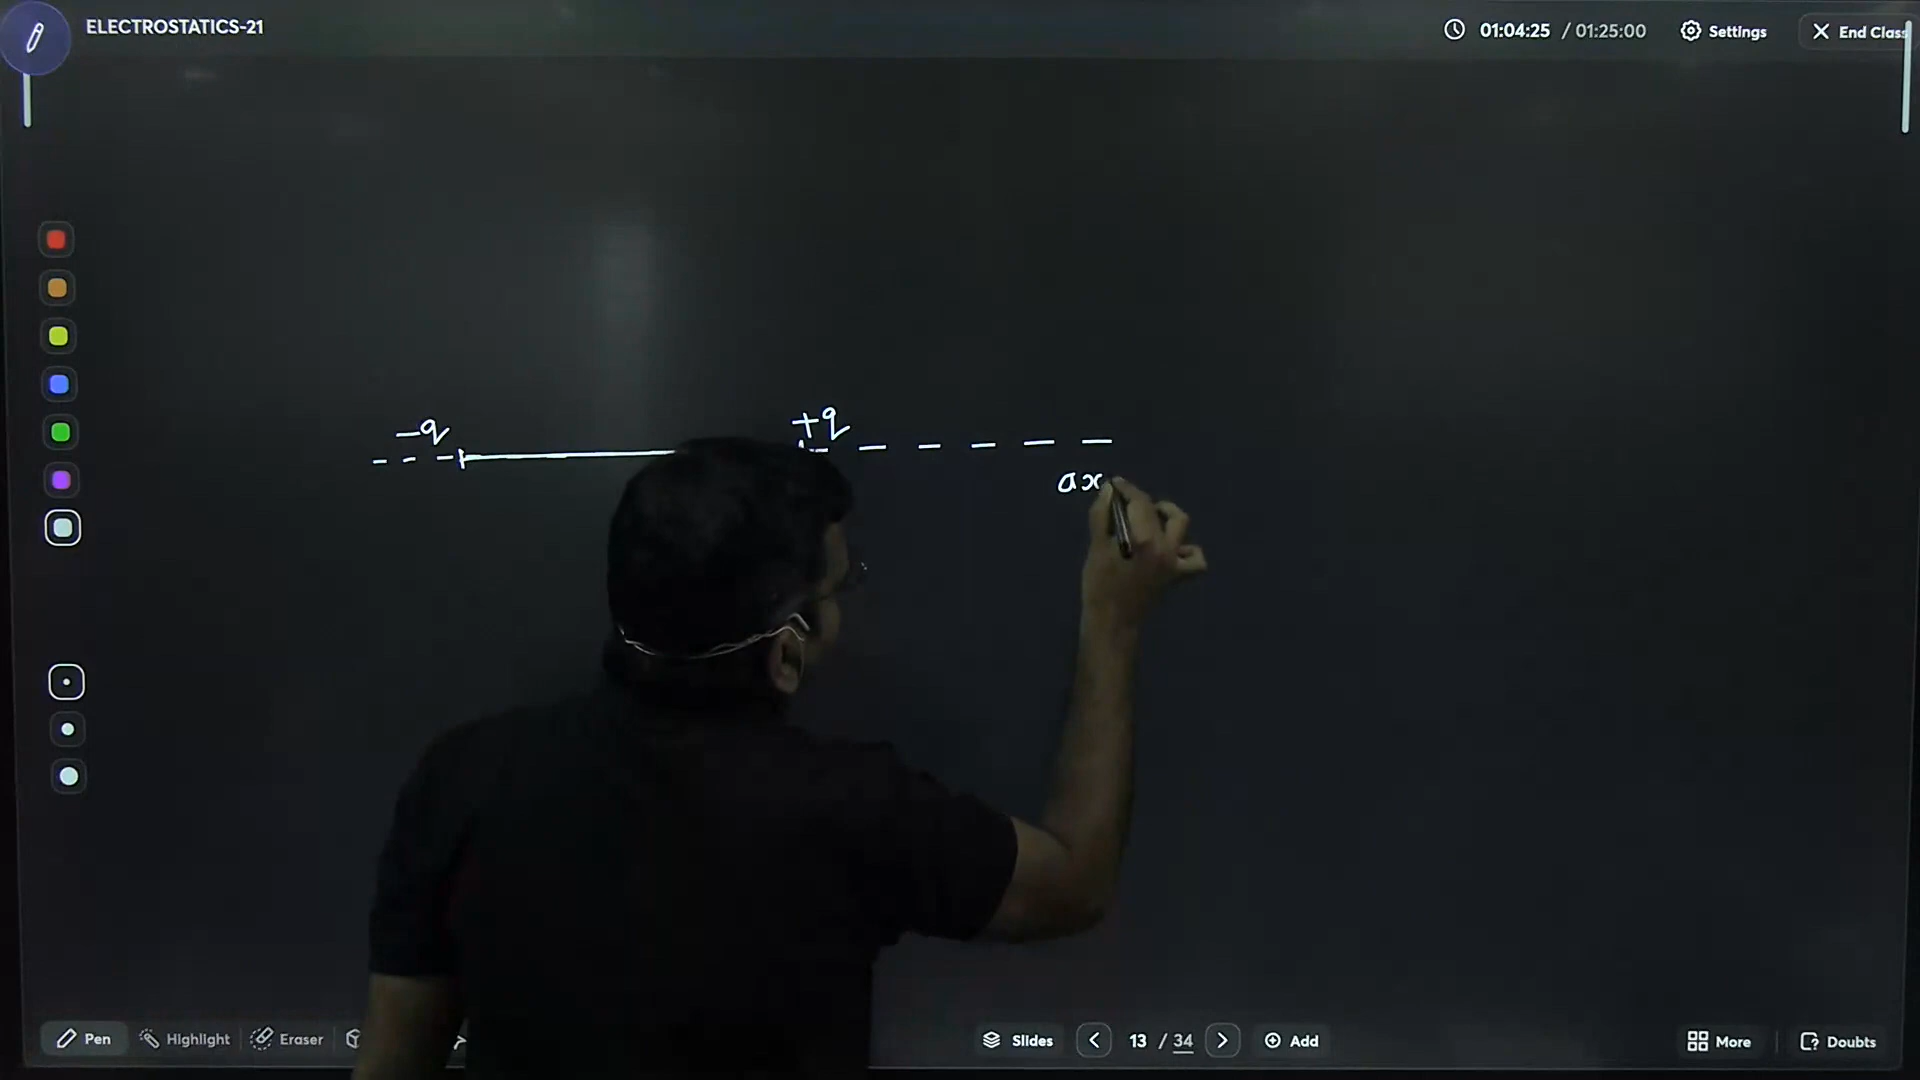 ELECTROSTATICS-21
01:04:25 / 01:25:00
Settings
End Class
-q
+q
ax
Pen
Highlight
Eraser
Slides
13 / 34
Add
More
Doubts